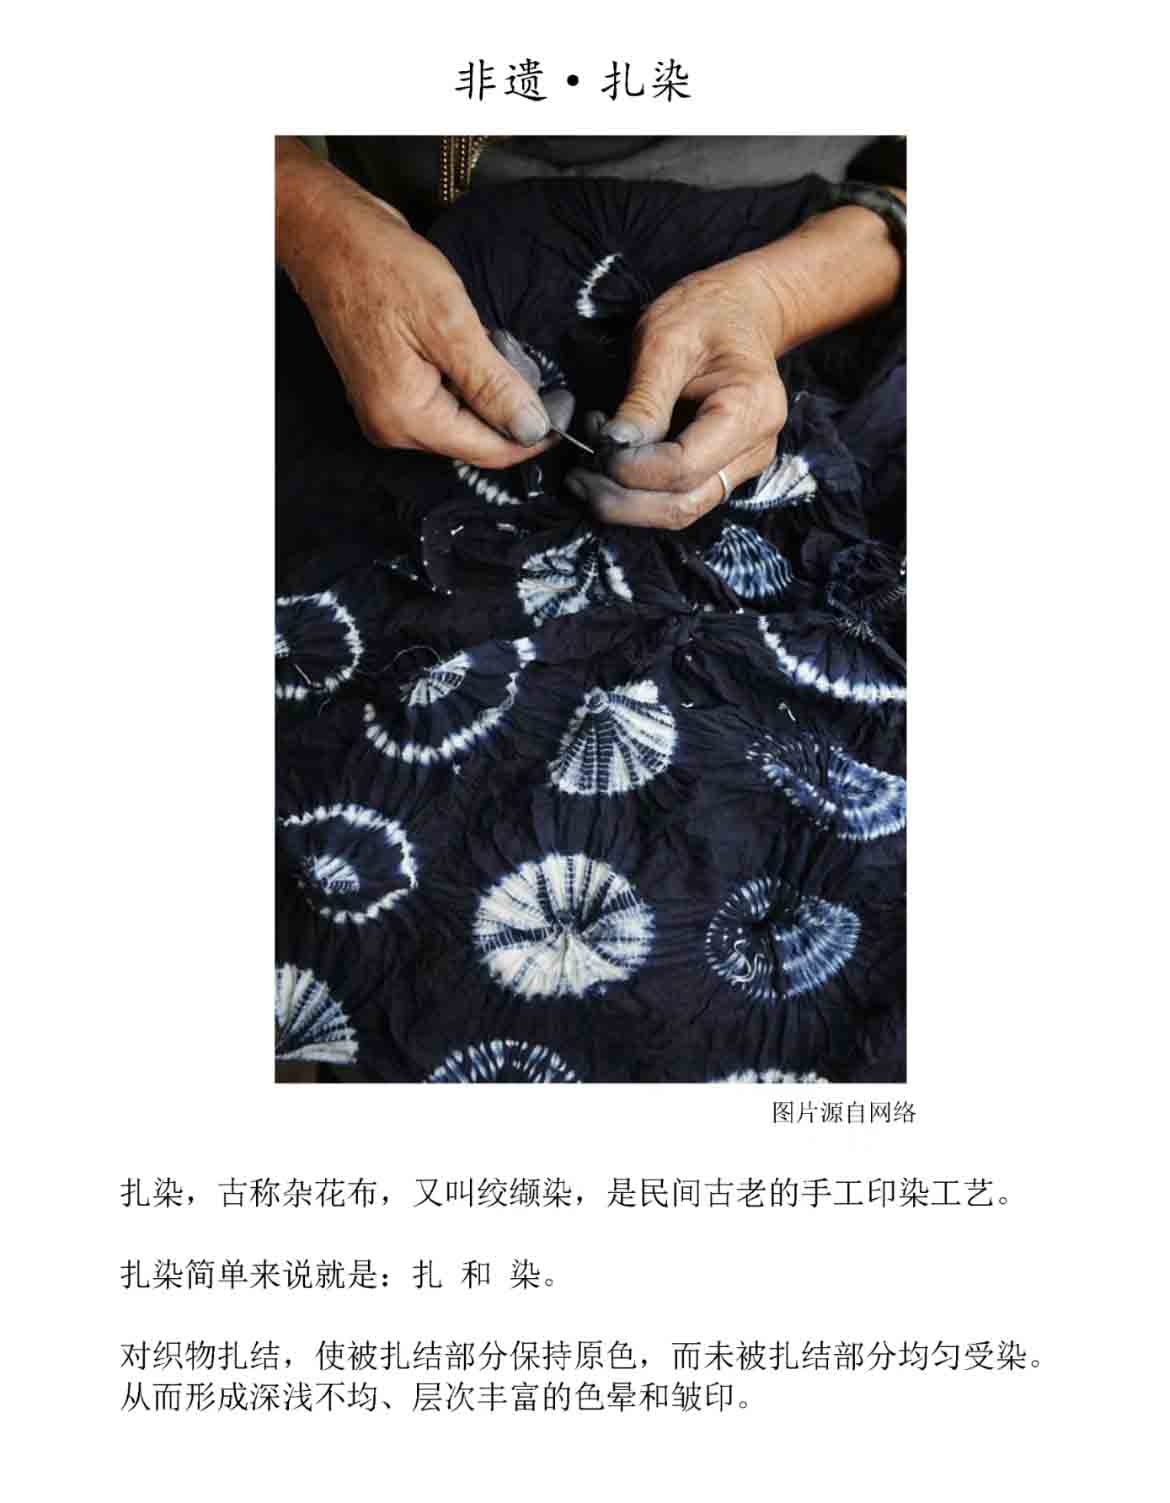 非遗·扎染
图片源自网络
扎染，古称杂花布，又叫绞缬染，是民间古老的手工印染工艺。
扎染简单来说就是：扎 和 染。
对织物扎结，使被扎结部分保持原色，而未被扎结部分均匀受染。
从而形成深浅不均、层次丰富的色晕和皱印。